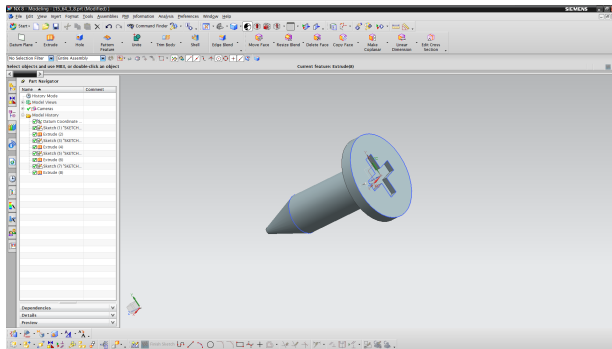 NX 8 - Modeling - [15_64_3_8.prt (Modified) ]
SIEMENS
File Edit View Insert Format Tools Assemblies PMI Information Analysis Preferences Window Help
Start Command Finder
Datum Plane Extrude Hole Pattern Feature Unite Trim Body Shell Edge Blend Move Face Resize Blend Delete Face Copy Face Make Coplanar Linear Dimension Edit Cross Section
No Selection Filter Entire Assembly
Select objects and use MB3, or double-click an object
Current feature: Extrude(8)
Part Navigator
Name Comment
History Mode
Model Views
Cameras
Model History
Datum Coordinate ...
Sketch (1) "SKETCH...
Extrude (2)
Sketch (3) "SKETCH...
Extrude (4)
Sketch (5) "SKETCH...
Extrude (6)
Sketch (7) "SKETCH...
Extrude (8)
Dependencies
Details
Preview
Finish Sketch